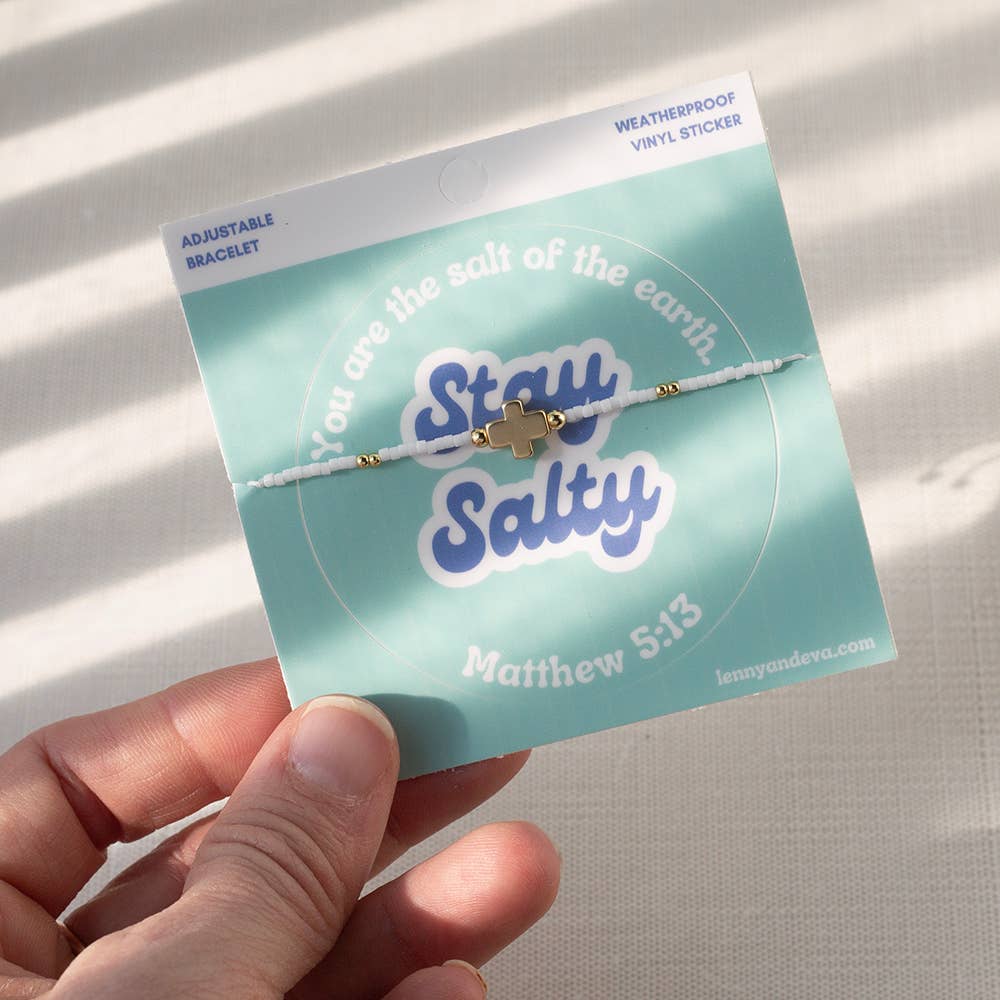 ADJUSTABLE
BRACELET
WEATHERPROOF
VINYL STICKER
You are the salt of the earth.
Stay
Salty
Matthew 5:13
lennyandeva.com